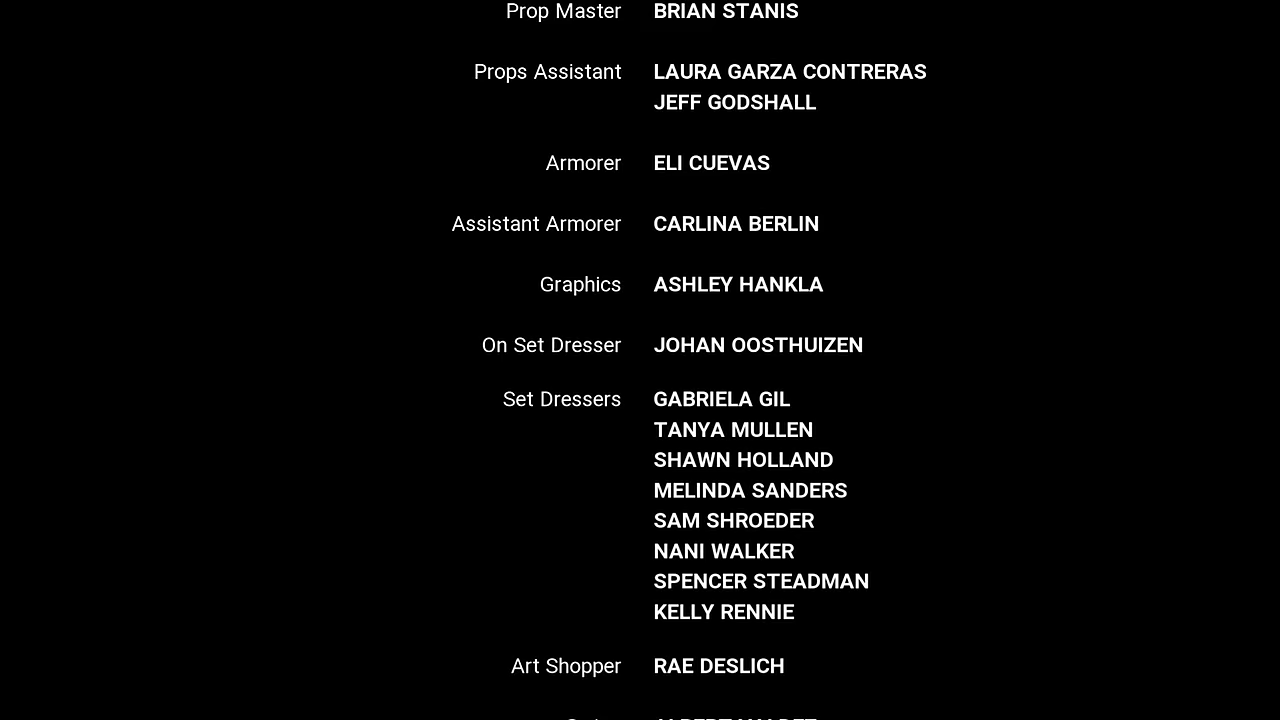 Prop Master BRIAN STANIS
Props Assistant LAURA GARZA CONTRERAS
JEFF GODSHALL
Armorer ELI CUEVAS
Assistant Armorer CARLINA BERLIN
Graphics ASHLEY HANKLA
On Set Dresser JOHAN OOSTHUIZEN
Set Dressers GABRIELA GIL
TANYA MULLEN
SHAWN HOLLAND
MELINDA SANDERS
SAM SHROEDER
NANI WALKER
SPENCER STEADMAN
KELLY RENNIE
Art Shopper RAE DESLICH